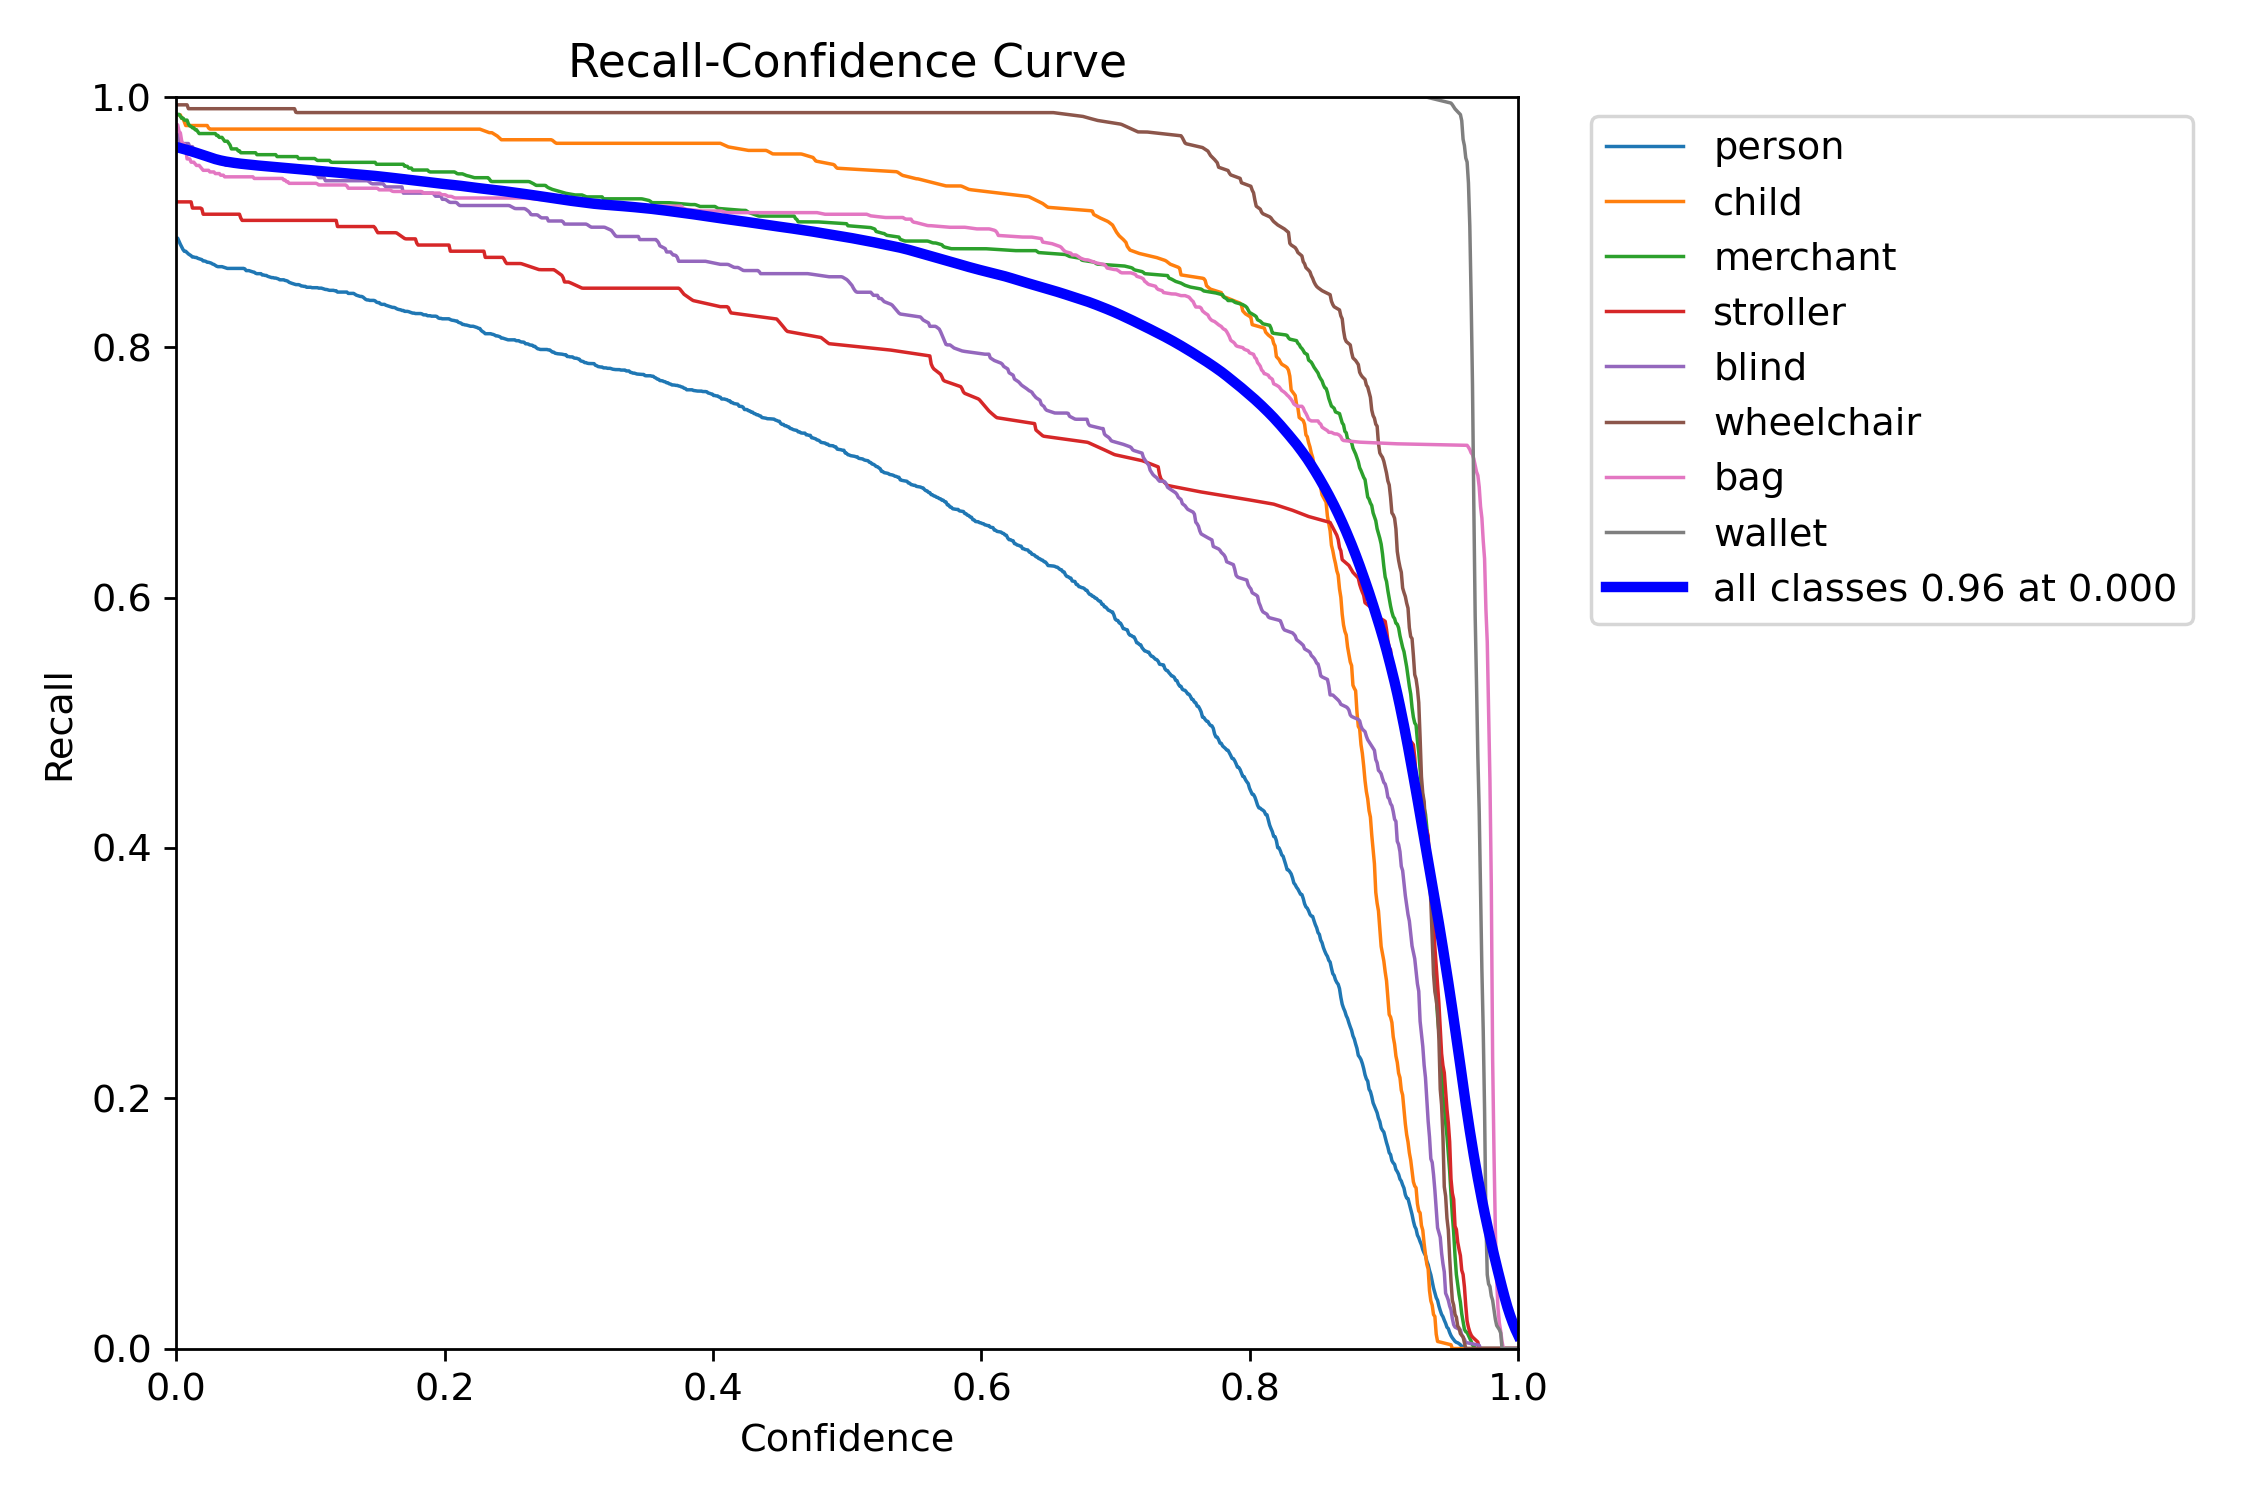 Recall-Confidence Curve
1.0
0.8
0.6
0.4
0.2
0.0
Recall
0.0 0.2 0.4 0.6 0.8 1.0
Confidence
person
child
merchant
stroller
blind
wheelchair
bag
wallet
all classes 0.96 at 0.000